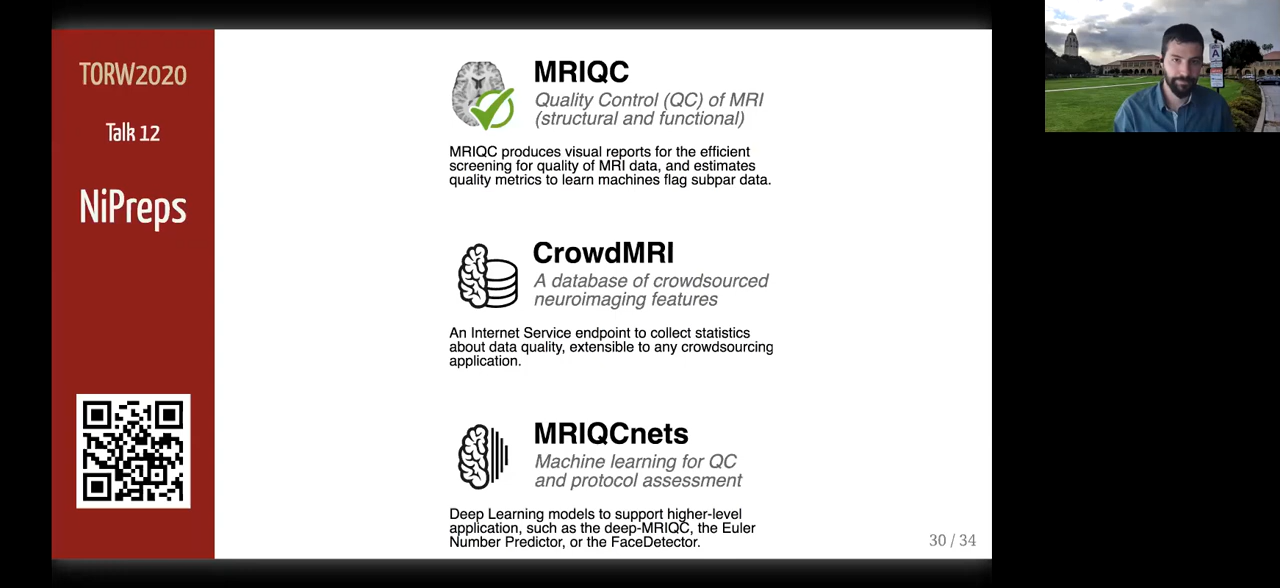 TORW2020
Talk 12
NiPreps
MRIQC
Quality Control (QC) of MRI
(structural and functional)
MRIQC produces visual reports for the efficient
screening for quality of MRI data, and estimates
quality metrics to learn machines flag subpar data.
CrowdMRI
A database of crowdsourced
neuroimaging features
An Internet Service endpoint to collect statistics
about data quality, extensible to any crowdsourcing
application.
MRIQCnets
Machine learning for QC
and protocol assessment
Deep Learning models to support higher-level
application, such as the deep-MRIQC, the Euler
Number Predictor, or the FaceDetector.
30 / 34
A